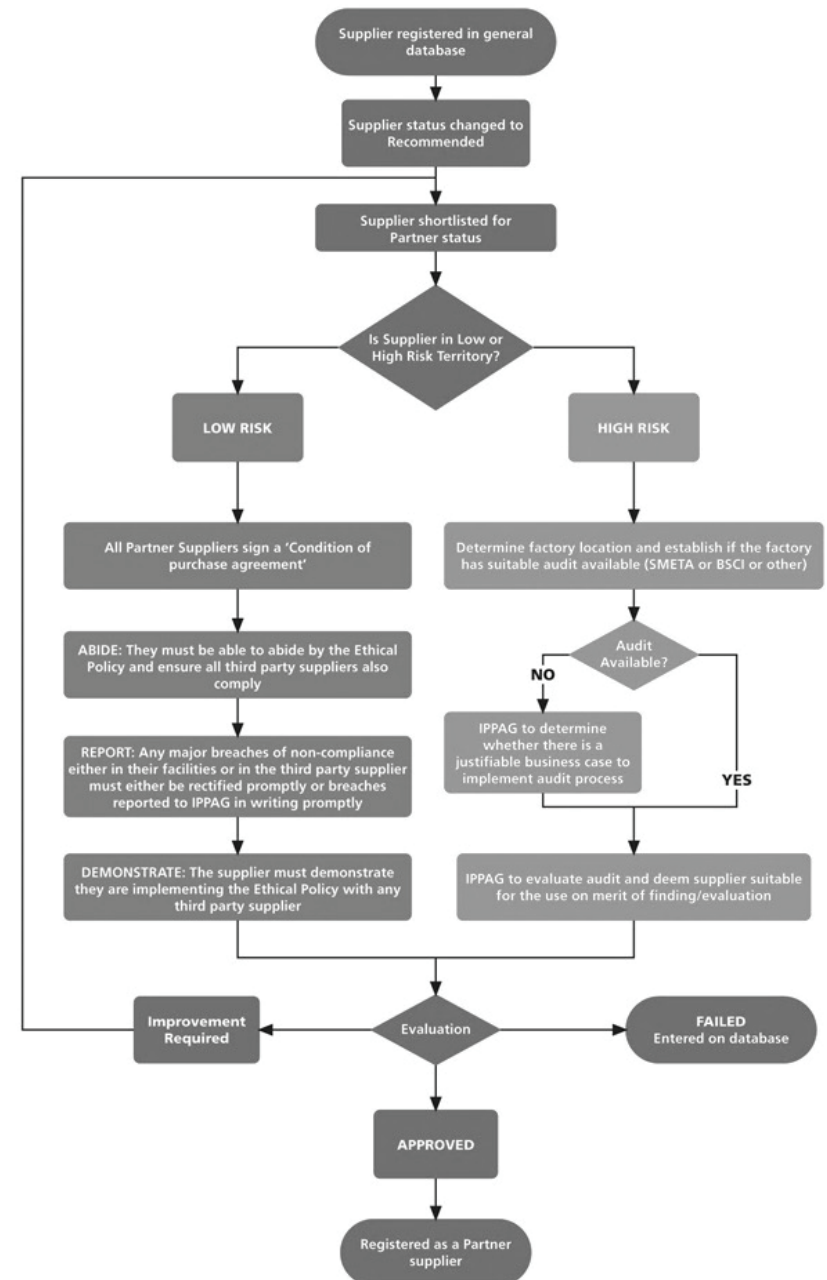 Supplier registered in general
database
Supplier status changed to
Recommended
Supplier shortlisted for
Partner status
Is Supplier in Low or
High Risk Territory?
LOW RISK
HIGH RISK
All Partner Suppliers sign a ‘Condition of
purchase agreement’
Determine factory location and establish if the factory
has suitable audit available (SMETA or BSCI or other)
ABIDE: They must be able to abide by the Ethical
Policy and ensure all third party suppliers also
comply
Audit
Available?
NO
YES
REPORT: Any major breaches of non-compliance
either in their facilities or in the third party supplier
must either be rectified promptly or breaches
reported to IPPAG in writing promptly
IPPAG to determine
whether there is a
justifiable business case to
implement audit process
DEMONSTRATE: The supplier must demonstrate
they are implementing the Ethical Policy with any
third party supplier
IPPAG to evaluate audit and deem supplier suitable
for the use on merit of finding/evaluation
Improvement
Required
Evaluation
FAILED
Entered on database
APPROVED
Registered as a Partner
supplier